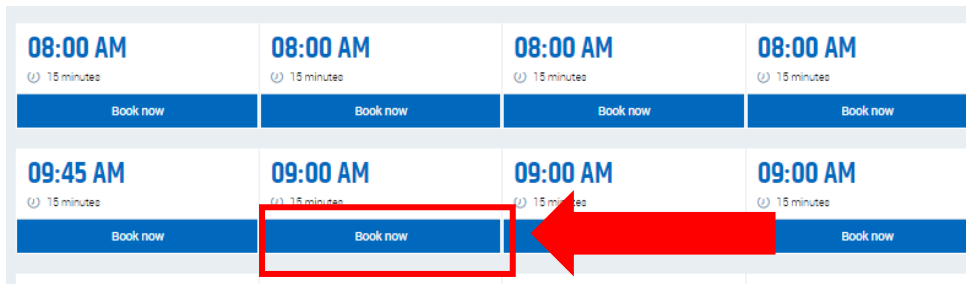 08:00 AM 08:00 AM 08:00 AM 08:00 AM
15 minutes 15 minutes 15 minutes 15 minutes
Book now Book now Book now Book now
09:45 AM 09:00 AM 09:00 AM 09:00 AM
15 minutes 15 minutes 15 minutes 15 minutes
Book now Book now Book now